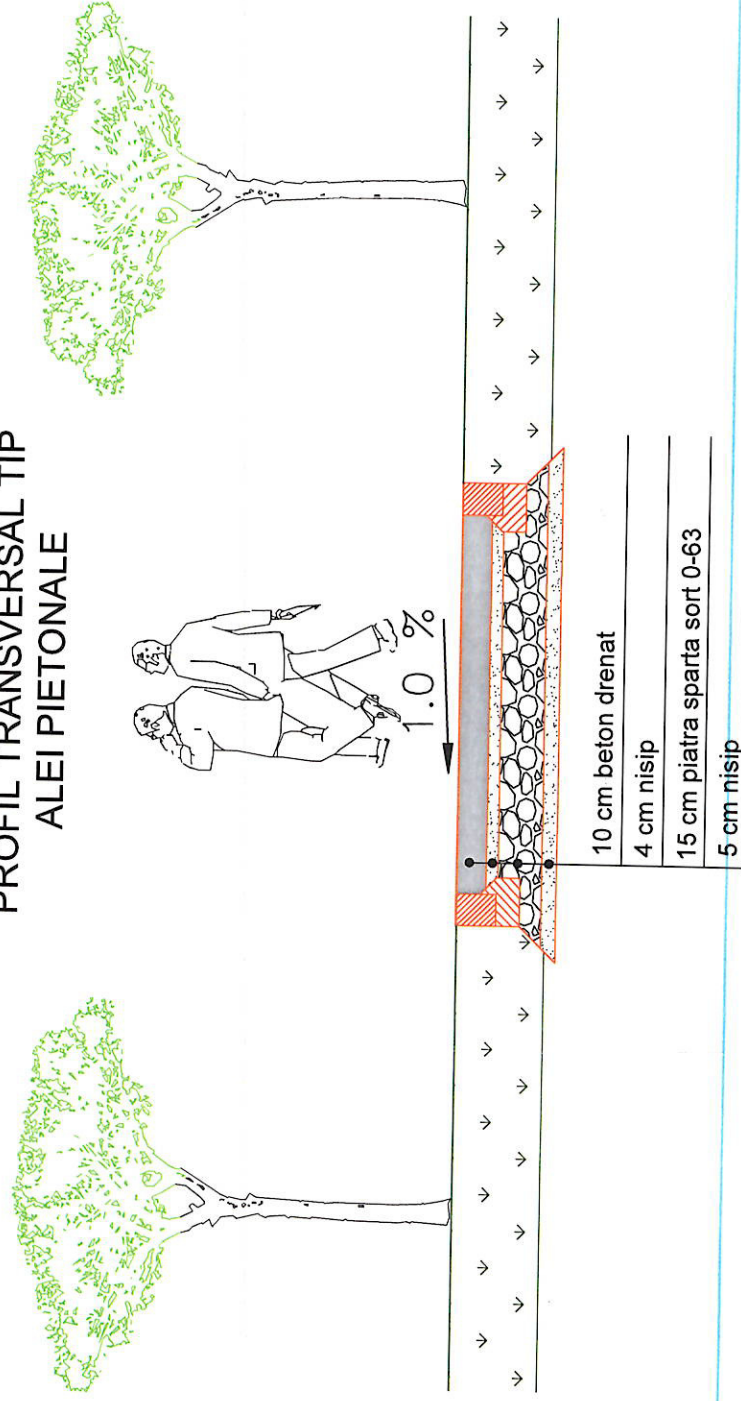 PROFIL TRANSVERSAL TIP
ALEI PIETONALE
1.0 %
10 cm beton drenat
4 cm nisip
15 cm piatra sparta sort 0-63
5 cm nisip